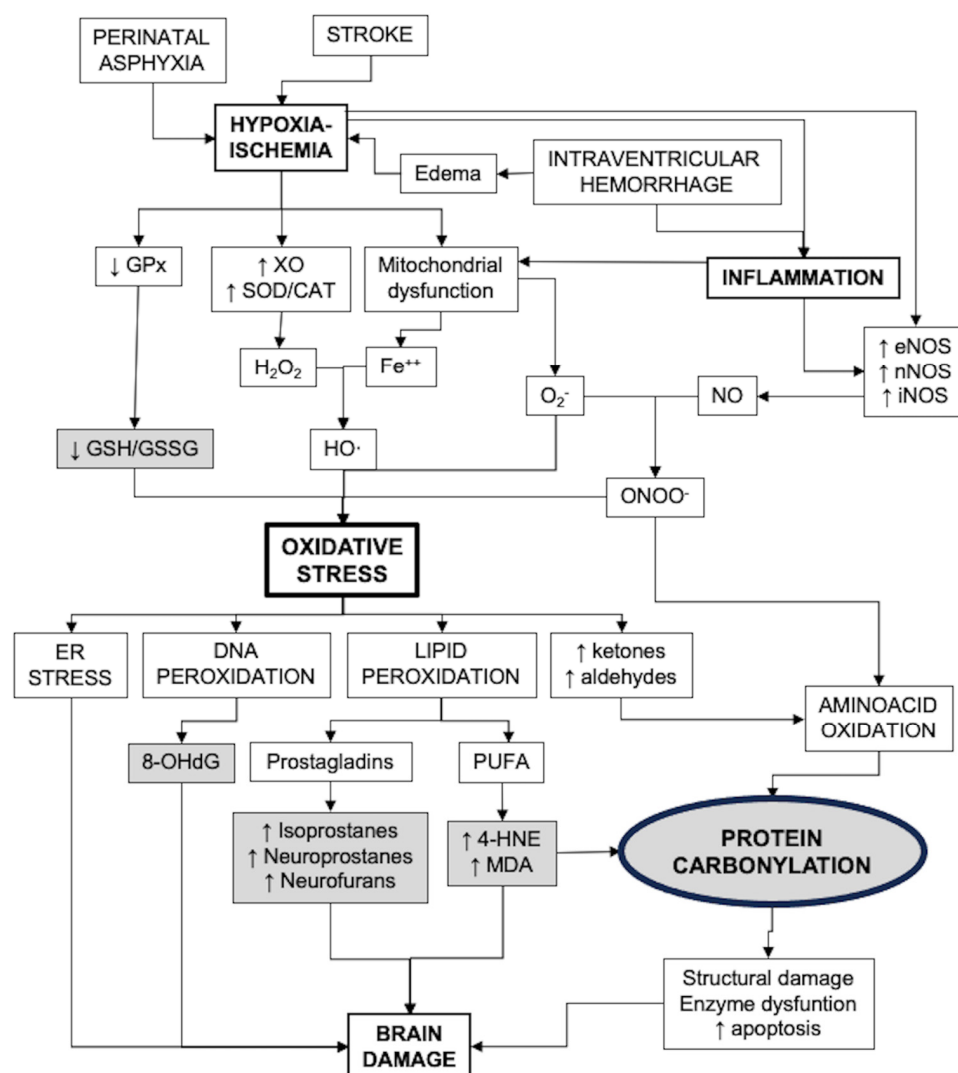 PERINATAL
ASPHYXIA
STROKE
HYPOXIA-
ISCHEMIA
Edema
INTRAVENTRICULAR
HEMORRHAGE
↓ GPx
↑ XO
↑ SOD/CAT
Mitochondrial
dysfunction
INFLAMMATION
H₂O₂
Fe⁺⁺
O₂⁻
NO
↑ eNOS
↑ nNOS
↑ iNOS
↓ GSH/GSSG
HO·
ONOO⁻
OXIDATIVE
STRESS
ER
STRESS
DNA
PEROXIDATION
LIPID
PEROXIDATION
↑ ketones
↑ aldehydes
AMINOACID
OXIDATION
8-OHdG
Prostagladins
PUFA
↑ Isoprostanes
↑ Neuroprostanes
↑ Neurofurans
↑ 4-HNE
↑ MDA
PROTEIN
CARBONYLATION
Structural damage
Enzyme dysfuntion
↑ apoptosis
BRAIN
DAMAGE